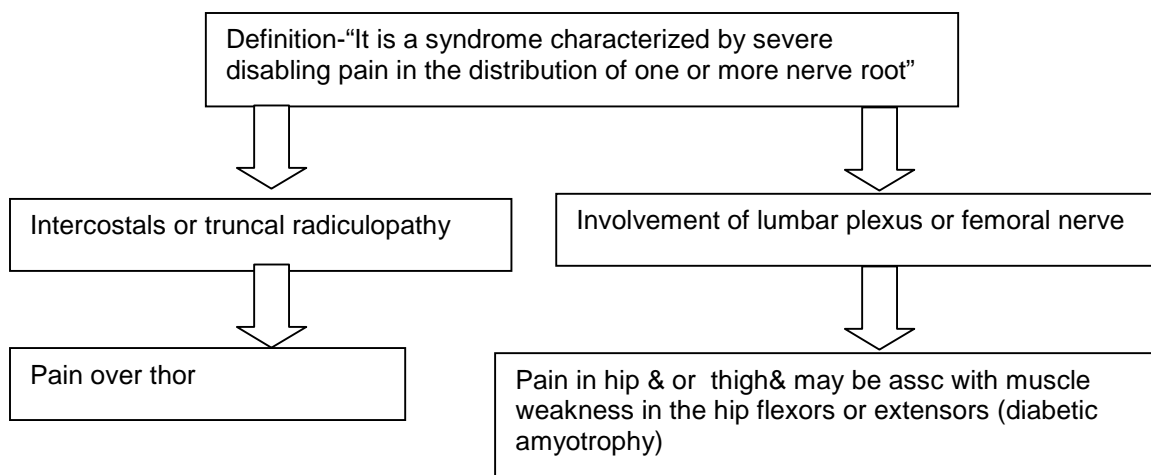 Definition-“It is a syndrome characterized by severe
disabling pain in the distribution of one or more nerve root”
Intercostals or truncal radiculopathy
Involvement of lumbar plexus or femoral nerve
Pain over thor
Pain in hip & or  thigh& may be assc with muscle
weakness in the hip flexors or extensors (diabetic
amyotrophy)